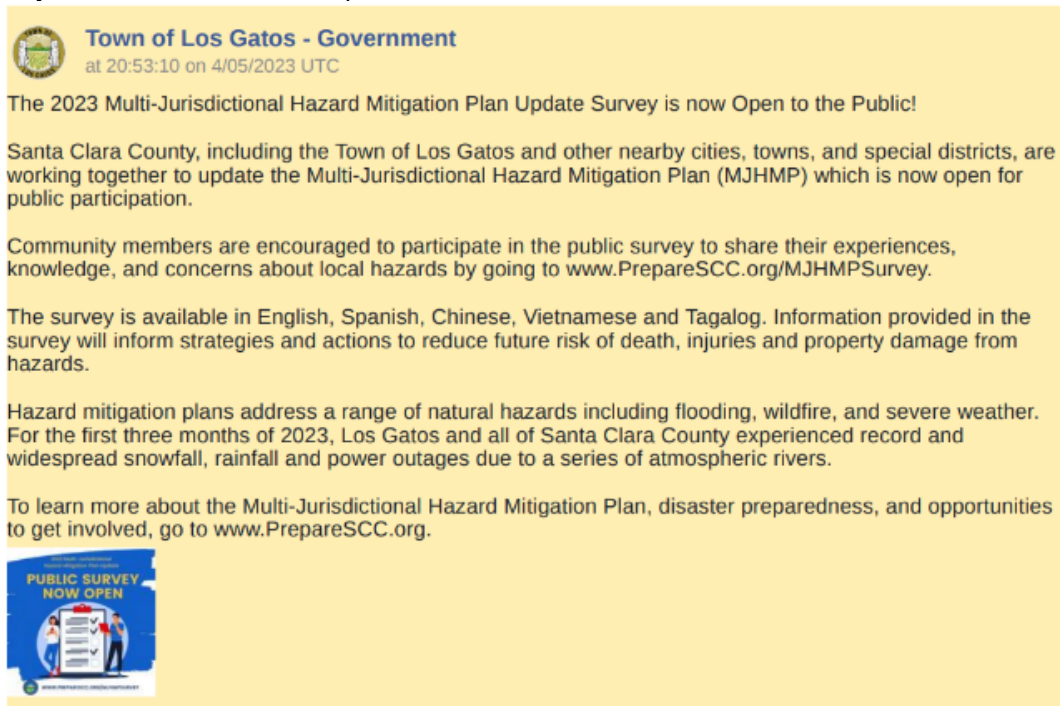 Town of Los Gatos - Government
at 20:53:10 on 4/05/2023 UTC
The 2023 Multi-Jurisdictional Hazard Mitigation Plan Update Survey is now Open to the Public!
Santa Clara County, including the Town of Los Gatos and other nearby cities, towns, and special districts, are
working together to update the Multi-Jurisdictional Hazard Mitigation Plan (MJHMP) which is now open for
public participation.
Community members are encouraged to participate in the public survey to share their experiences,
knowledge, and concerns about local hazards by going to www.PrepareSCC.org/MJHMPSurvey.
The survey is available in English, Spanish, Chinese, Vietnamese and Tagalog. Information provided in the
survey will inform strategies and actions to reduce future risk of death, injuries and property damage from
hazards.
Hazard mitigation plans address a range of natural hazards including flooding, wildfire, and severe weather.
For the first three months of 2023, Los Gatos and all of Santa Clara County experienced record and
widespread snowfall, rainfall and power outages due to a series of atmospheric rivers.
To learn more about the Multi-Jurisdictional Hazard Mitigation Plan, disaster preparedness, and opportunities
to get involved, go to www.PrepareSCC.org.
PUBLIC SURVEY
NOW OPEN